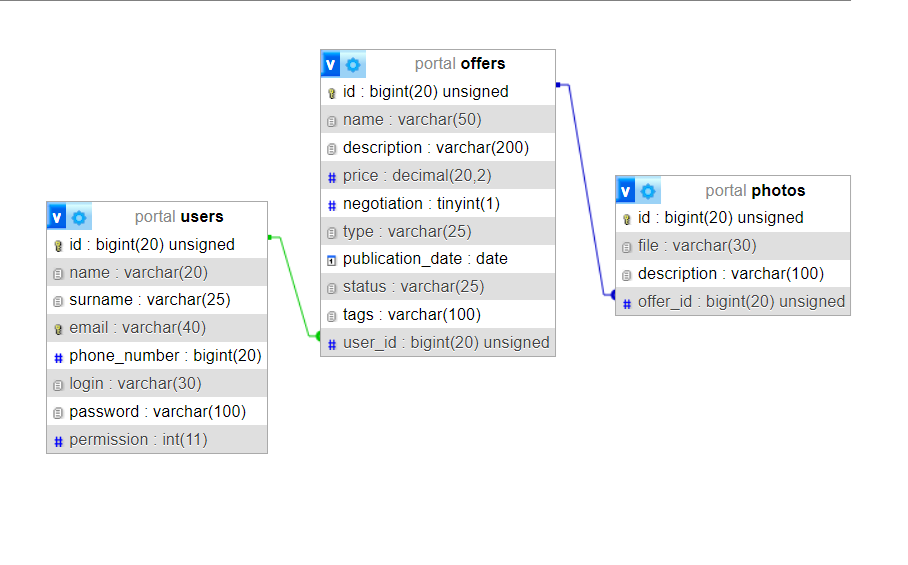 v portal users
id : bigint(20) unsigned
name : varchar(20)
surname : varchar(25)
email : varchar(40)
# phone_number : bigint(20)
login : varchar(30)
password : varchar(100)
# permission : int(11)
v portal offers
id : bigint(20) unsigned
name : varchar(50)
description : varchar(200)
# price : decimal(20,2)
# negotiation : tinyint(1)
type : varchar(25)
publication_date : date
status : varchar(25)
tags : varchar(100)
# user_id : bigint(20) unsigned
v portal photos
id : bigint(20) unsigned
file : varchar(30)
description : varchar(100)
# offer_id : bigint(20) unsigned